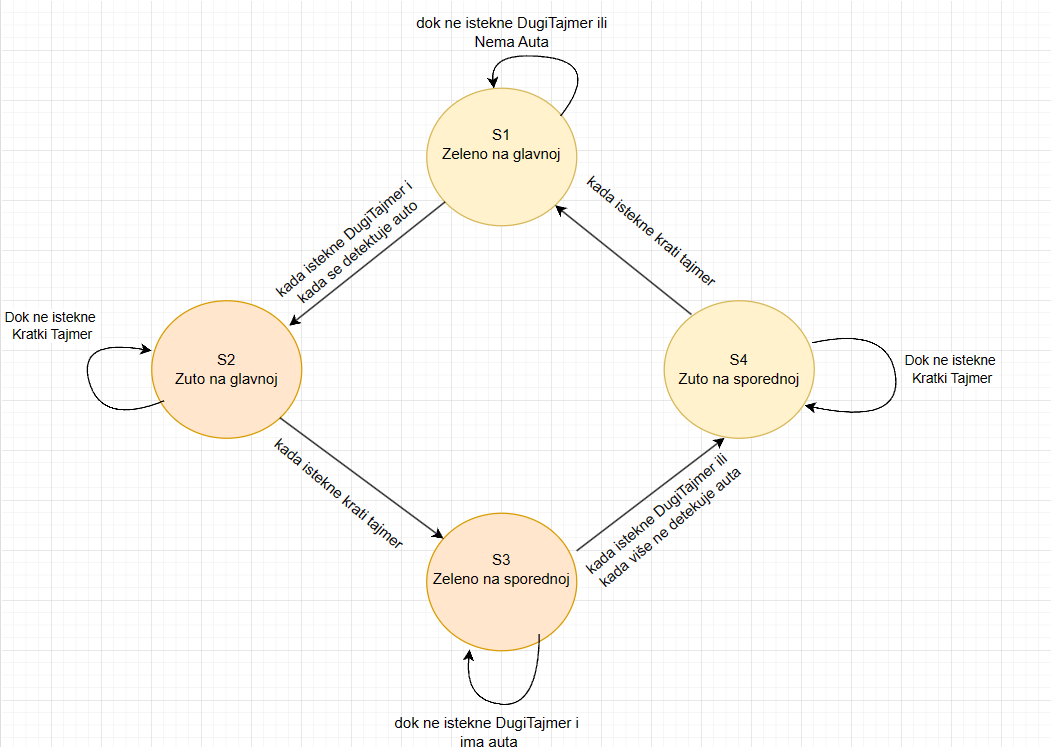 dok ne istekne DugiTajmer ili
Nema Auta
S1
Zeleno na glavnoj
kada istekne DugiTajmer i
kada se detektuje auto
kada istekne krati tajmer
Dok ne istekne
Kratki Tajmer
S2
Zuto na glavnoj
S4
Zuto na sporednoj
Dok ne istekne
Kratki Tajmer
kada istekne krati tajmer
kada istekne DugiTajmer ili
kada više ne detekuje auta
S3
Zeleno na sporednoj
dok ne istekne DugiTajmer i
ima auta